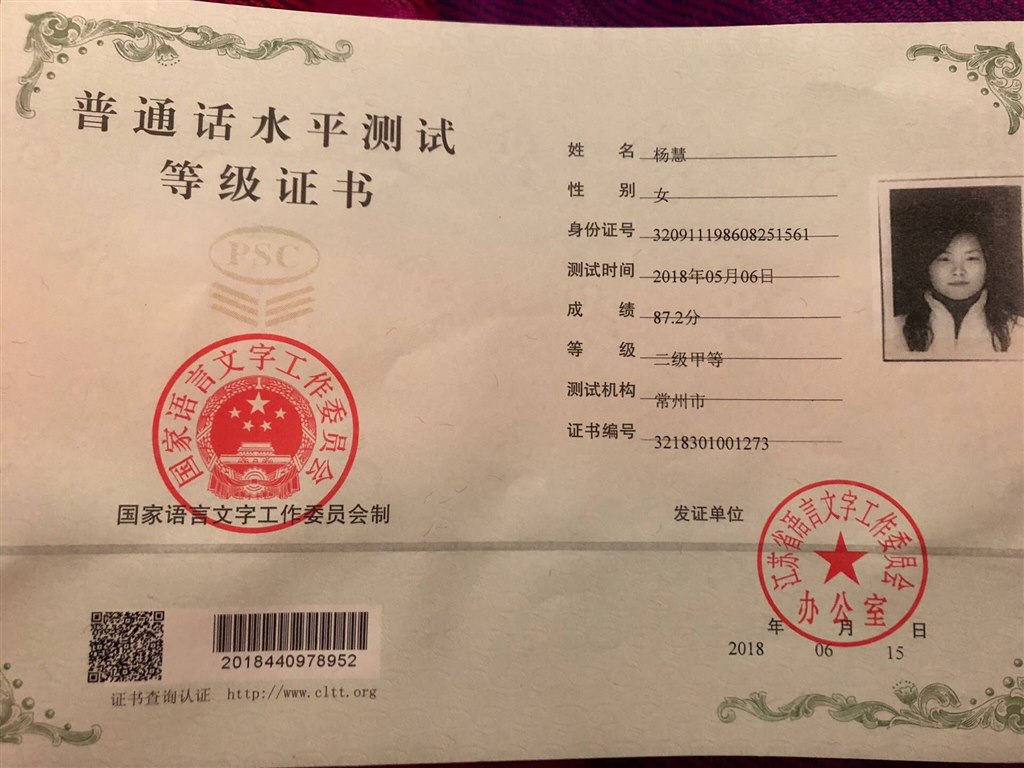 普通话水平测试
等级证书
PSC
国家语言文字工作委员会
国家语言文字工作委员会制
2018440978952
证书查询认证 http://www.cltt.org
姓 名 杨慧
性 别 女
身份证号 320911198608251561
测试时间 2018年05月06日
成 绩 87.2分
等 级 二级甲等
测试机构 常州市
证书编号 3218301001273
发证单位
江苏省语言文字工作委员会
办公室
年 月 日
2018 06 15